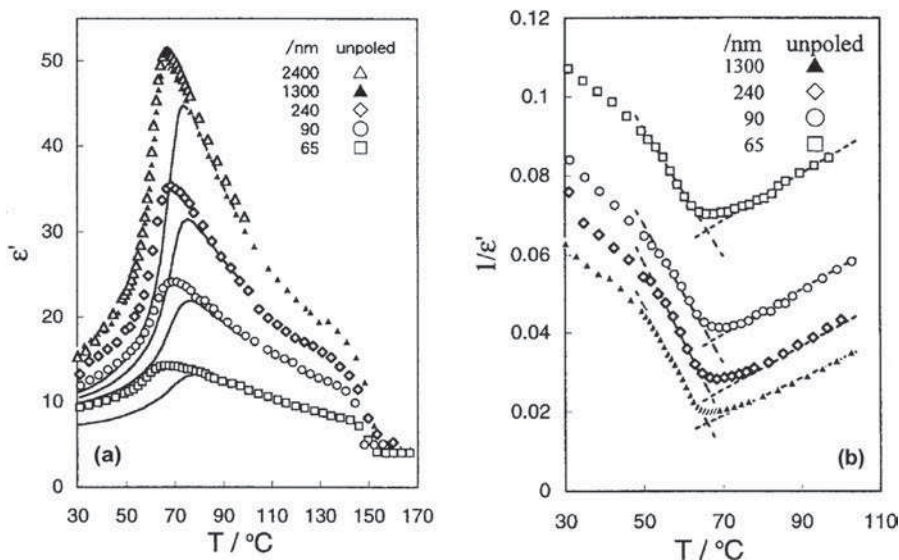 /nm unpoled
2400 △
1300 ▲
240 ◇
90 ○
65 □
50
40
30
20
10
0
ε'
30 50 70 90 110 130 150 170
T / °C
(a)
/nm unpoled
1300 ▲
240 ◇
90 ○
65 □
0.12
0.1
0.08
0.06
0.04
0.02
0
1/ε'
30 50 70 90 110
T / °C
(b)